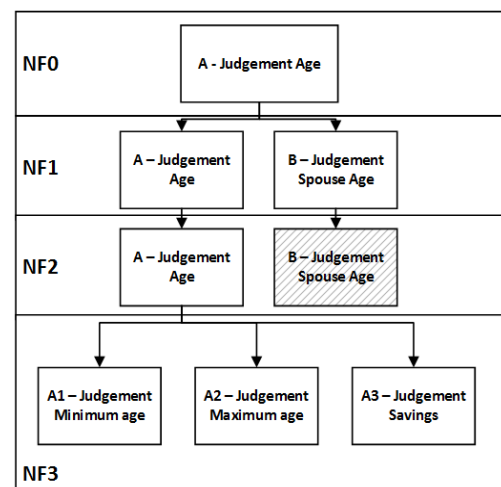 NF0
A - Judgement Age
NF1
A – Judgement
Age
B – Judgement
Spouse Age
NF2
A – Judgement
Age
B – Judgement
Spouse Age
A1 – Judgement
Minimum age
A2 – Judgement
Maximum age
A3 – Judgement
Savings
NF3